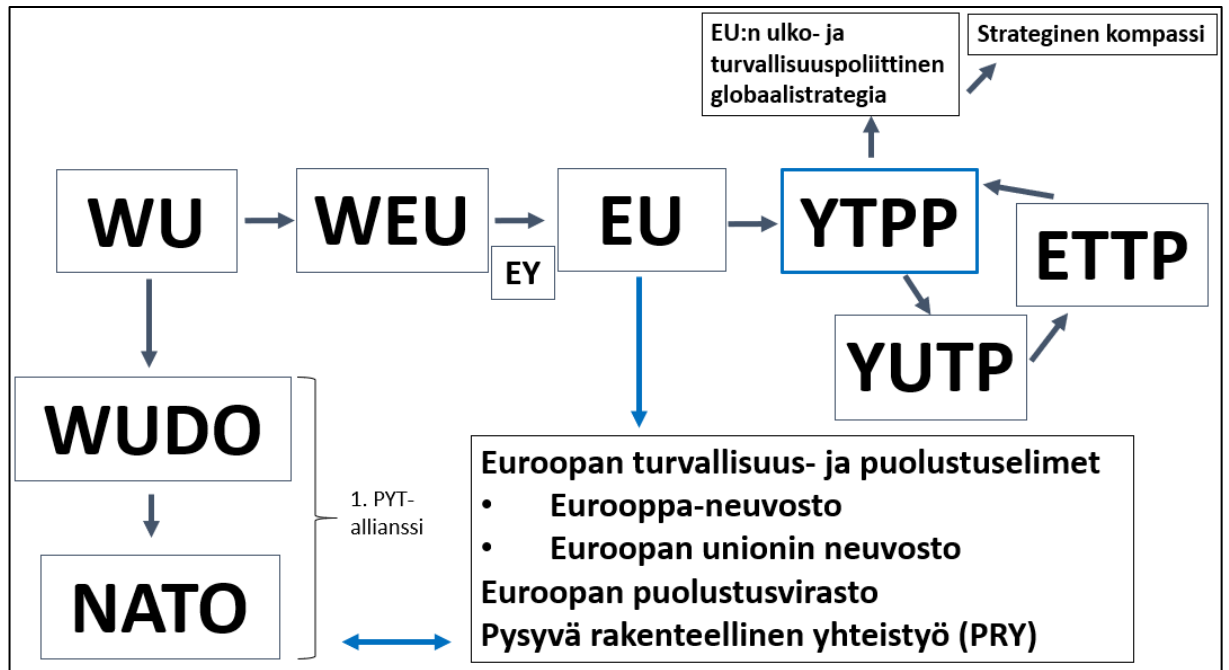 EU:n ulko- ja
turvallisuuspoliittinen
globaalistrategia
Strateginen kompassi
WU
WEU
EY
EU
YTPP
ETTP
YUTP
WUDO
NATO
1. PYT-
allianssi
Euroopan turvallisuus- ja puolustuselimet
• Eurooppa-neuvosto
• Euroopan unionin neuvosto
Euroopan puolustusvirasto
Pysyvä rakenteellinen yhteistyö (PRY)